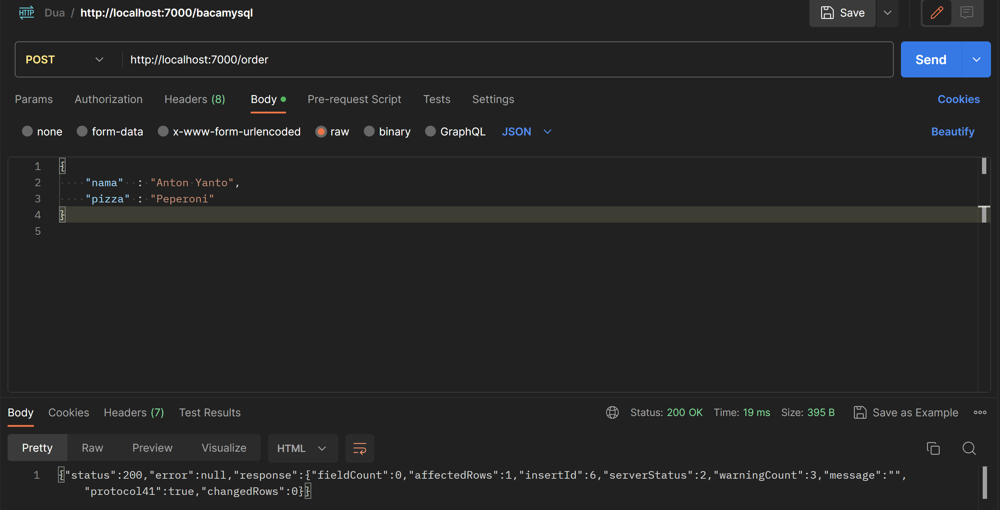 HTTP Dua / http://localhost:7000/bacamysql Save
POST http://localhost:7000/order Send
Params Authorization Headers (8) Body Pre-request Script Tests Settings Cookies
none form-data x-www-form-urlencoded raw binary GraphQL JSON Beautify
1 {
2 "nama" : "Anton Yanto",
3 "pizza" : "Peperoni"
4 }
5
Body Cookies Headers (7) Test Results Status: 200 OK Time: 19 ms Size: 395 B Save as Example
Pretty Raw Preview Visualize HTML
1 {"status":200,"error":null,"response":{"fieldCount":0,"affectedRows":1,"insertId":6,"serverStatus":2,"warningCount":3,"message":"",
"protocol41":true,"changedRows":0}}